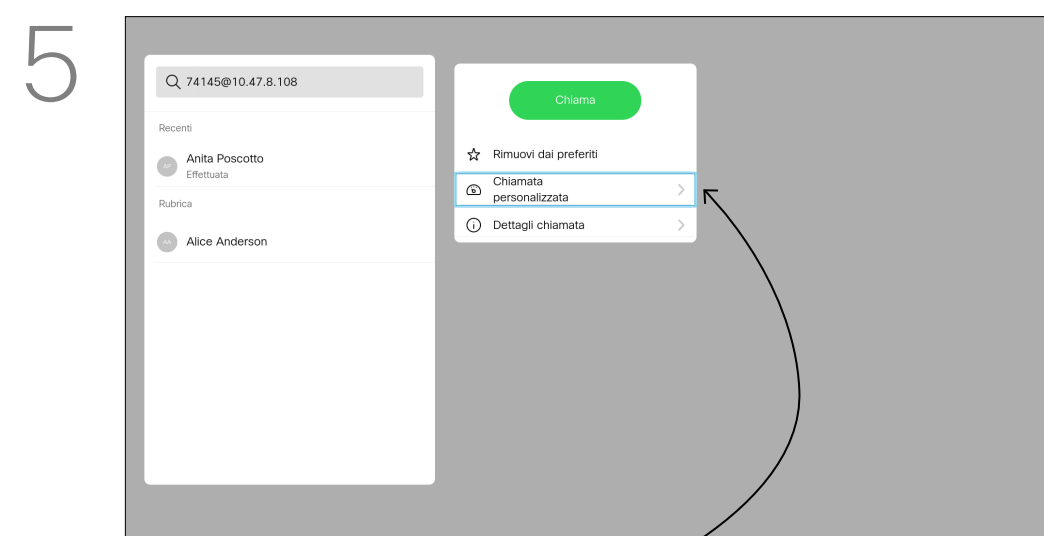 5
74145@10.47.8.108
Recenti
AP
Anita Poscotto
Effettuata
Rubrica
AA
Alice Anderson
Chiama
Rimuovi dai preferiti
Chiamata
personalizzata
Dettagli chiamata